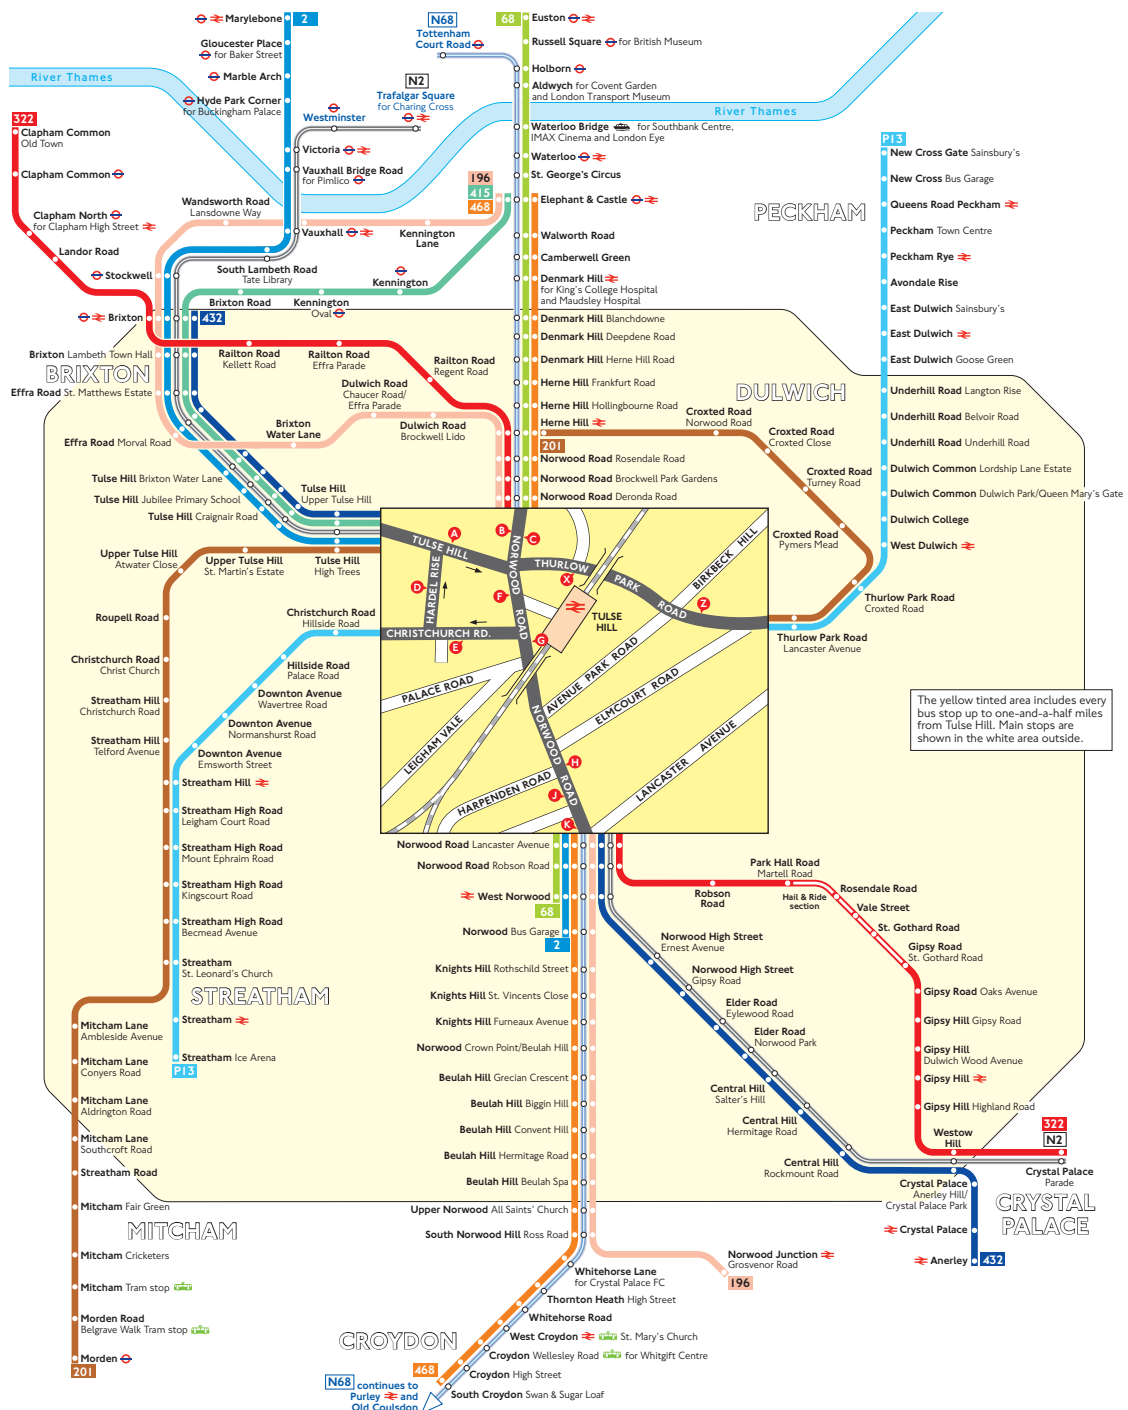 Marylebone
2
Gloucester Place
for Baker Street
Marble Arch
Hyde Park Corner
for Buckingham Palace
River Thames
N68
Tottenham
Court Road
N2
Trafalgar Square
for Charing Cross
Westminster
Victoria
Vauxhall Bridge Road
for Pimlico
Vauxhall
68
Euston
Russell Square for British Museum
Holborn
Aldwych for Covent Garden
and London Transport Museum
River Thames
Waterloo Bridge for Southbank Centre,
IMAX Cinema and London Eye
Waterloo
St. George's Circus
196
415
468
Elephant & Castle
Walworth Road
Camberwell Green
Denmark Hill
for King's College Hospital
and Maudsley Hospital
Denmark Hill Blanchdowne
Denmark Hill Deepdene Road
Denmark Hill Herne Hill Road
Herne Hill Frankfurt Road
Herne Hill Hollingbourne Road
Herne Hill
201
Norwood Road Rosendale Road
Norwood Road Brockwell Park Gardens
Norwood Road Deronda Road
322
Clapham Common
Old Town
Clapham Common
Clapham North
for Clapham High Street
Landor Road
Stockwell
Brixton
Wandsworth Road
Lansdowne Way
Kennington
Lane
South Lambeth Road
Tate Library
Kennington
Brixton Road
Kennington
Oval
432
Brixton Lambeth Town Hall
BRIXTON
Effra Road St. Matthews Estate
Effra Road Morval Road
Railton Road
Kellett Road
Railton Road
Effra Parade
Railton Road
Regent Road
Dulwich Road
Chaucer Road/
Effra Parade
Brixton
Water Lane
Dulwich Road
Brockwell Lido
Tulse Hill Brixton Water Lane
Tulse Hill Jubilee Primary School
Tulse Hill Craignair Road
Tulse Hill
Upper Tulse Hill
Tulse Hill
High Trees
Upper Tulse Hill
Atwater Close
Upper Tulse Hill
St. Martin's Estate
Roupell Road
Christchurch Road
Christ Church
Streatham Hill
Christchurch Road
Streatham Hill
Telford Avenue
Christchurch Road
Hillside Road
Hillside Road
Palace Road
Downton Avenue
Wavertree Road
Downton Avenue
Normanshurst Road
Downton Avenue
Emsworth Street
Streatham Hill
Streatham High Road
Leigham Court Road
Streatham High Road
Mount Ephraim Road
Streatham High Road
Kingscourt Road
Streatham High Road
Becmead Avenue
Streatham
St. Leonard's Church
STREATHAM
Streatham
Streatham Ice Arena
P13
Mitcham Lane
Ambleside Avenue
Mitcham Lane
Conyers Road
Mitcham Lane
Aldrington Road
Mitcham Lane
Southcroft Road
Streatham Road
Mitcham Fair Green
MITCHAM
Mitcham Cricketers
Mitcham Tram stop
Morden Road
Belgrave Walk Tram stop
Morden
201
P13
New Cross Gate Sainsbury's
New Cross Bus Garage
Queens Road Peckham
PECKHAM
Peckham Town Centre
Peckham Rye
Avondale Rise
East Dulwich Sainsbury's
East Dulwich
East Dulwich Goose Green
DULWICH
Underhill Road Langton Rise
Underhill Road Belvoir Road
Underhill Road Underhill Road
Dulwich Common Lordship Lane Estate
Dulwich Common Dulwich Park/Queen Mary's Gate
Dulwich College
West Dulwich
Croxted Road
Norwood Road
Croxted Road
Croxted Close
Croxted Road
Turney Road
Croxted Road
Pymers Mead
Thurlow Park Road
Croxted Road
Thurlow Park Road
Lancaster Avenue
The yellow tinted area includes every
bus stop up to one-and-a-half miles
from Tulse Hill. Main stops are
shown in the white area outside.
TULSE HILL
A
B
C
NORWOOD ROAD
THURLOW PARK ROAD
BIRKBECK HILL
HARDEL RISE
D
F
X
Z
TULSE
HILL
CHRISTCHURCH RD.
E
G
PALACE ROAD
AVENUE PARK ROAD
ELMCOURT ROAD
LEIGHAM VALE
NORWOOD ROAD
LANCASTER AVENUE
HARPENDEN ROAD
H
J
K
Norwood Road Lancaster Avenue
Norwood Road Robson Road
West Norwood
68
Norwood Bus Garage
2
Knights Hill Rothschild Street
Knights Hill St. Vincents Close
Knights Hill Furneaux Avenue
Norwood Crown Point/Beulah Hill
Beulah Hill Grecian Crescent
Beulah Hill Biggin Hill
Beulah Hill Convent Hill
Beulah Hill Hermitage Road
Beulah Hill Beulah Spa
Upper Norwood All Saints' Church
South Norwood Hill Ross Road
Norwood Junction
Grosvenor Road
196
Whitehorse Lane
for Crystal Palace FC
Thornton Heath High Street
Whitehorse Road
West Croydon St. Mary's Church
Croydon Wellesley Road for Whitgift Centre
Croydon High Street
South Croydon Swan & Sugar Loaf
CROYDON
468
N68 continues to
Purley and
Old Coulsdon
Robson
Road
Park Hall Road
Martell Road
Hail & Ride
section
Rosendale Road
Vale Street
St. Gothard Road
Gipsy Road
St. Gothard Road
Gipsy Road Oaks Avenue
Gipsy Hill Gipsy Road
Gipsy Hill
Dulwich Wood Avenue
Gipsy Hill
Gipsy Hill Highland Road
Westow
Hill
322
N2
Crystal Palace
Parade
Norwood High Street
Ernest Avenue
Norwood High Street
Gipsy Road
Elder Road
Eylewood Road
Elder Road
Norwood Park
Central Hill
Salter's Hill
Central Hill
Hermitage Road
Central Hill
Rockmount Road
Crystal Palace
Anerley Hill/
Crystal Palace Park
CRYSTAL
PALACE
Crystal Palace
Anerley
432